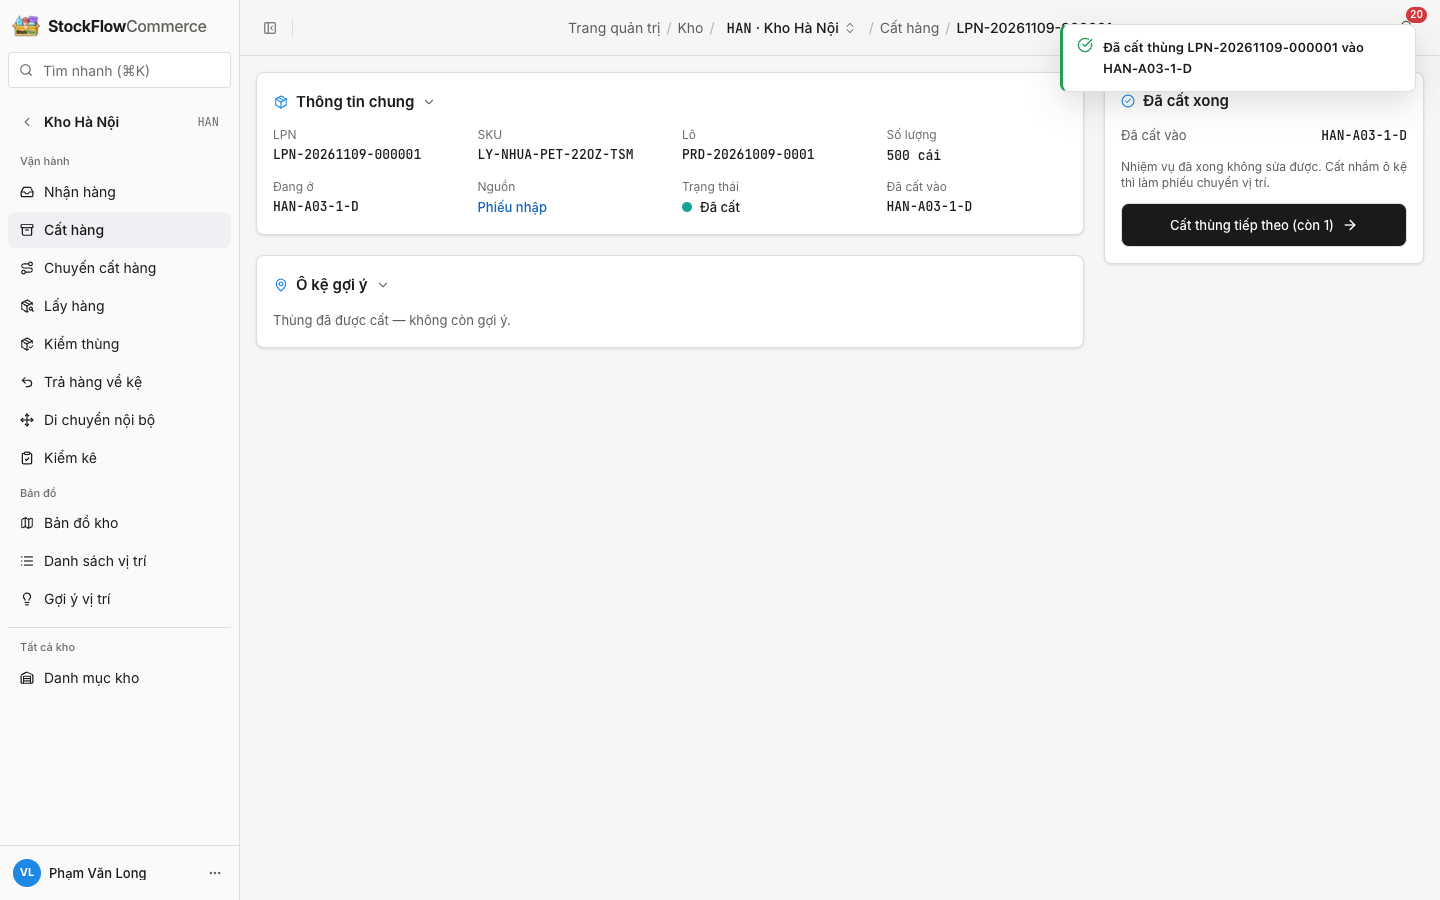 StockFlowCommerce
Tìm nhanh (⌘K)
Kho Hà Nội HAN
Vận hành
Nhận hàng
Cất hàng
Chuyến cất hàng
Lấy hàng
Kiểm thùng
Trả hàng về kệ
Di chuyển nội bộ
Kiểm kê
Bản đồ
Bản đồ kho
Danh sách vị trí
Gợi ý vị trí
Tất cả kho
Danh mục kho
VL Phạm Văn Long
Trang quản trị / Kho / HAN · Kho Hà Nội / Cất hàng / LPN-20261109-000001
20
Đã cất thùng LPN-20261109-000001 vào
HAN-A03-1-D
Thông tin chung
LPN SKU Lô Số lượng
LPN-20261109-000001 LY-NHUA-PET-22OZ-TSM PRD-20261009-0001 500 cái
Đang ở Nguồn Trạng thái Đã cất vào
HAN-A03-1-D Phiếu nhập Đã cất HAN-A03-1-D
Ô kệ gợi ý
Thùng đã được cất — không còn gợi ý.
Đã cất xong
Đã cất vào HAN-A03-1-D
Nhiệm vụ đã xong không sửa được. Cất nhầm ô kệ
thì làm phiếu chuyển vị trí.
Cất thùng tiếp theo (còn 1)